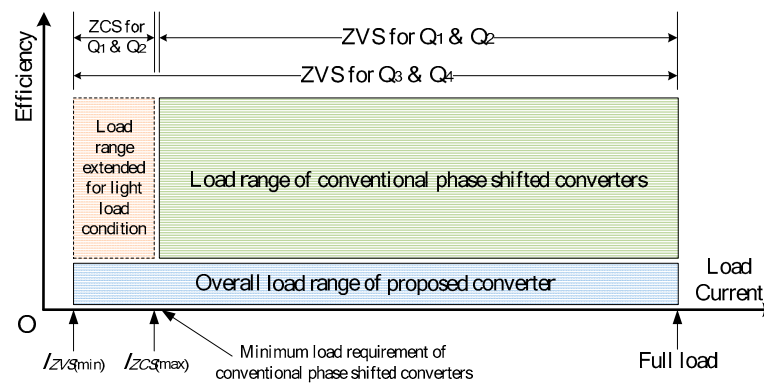 Efficiency
ZCS for
Q1 & Q2
ZVS for Q1 & Q2
ZVS for Q3 & Q4
Load
range
extended
for light
load
condition
Load range of conventional phase shifted converters
Overall load range of proposed converter
Load
Current
O
IZVS(min)
IZCS(max)
Minimum load requirement of
conventional phase shifted converters
Full load